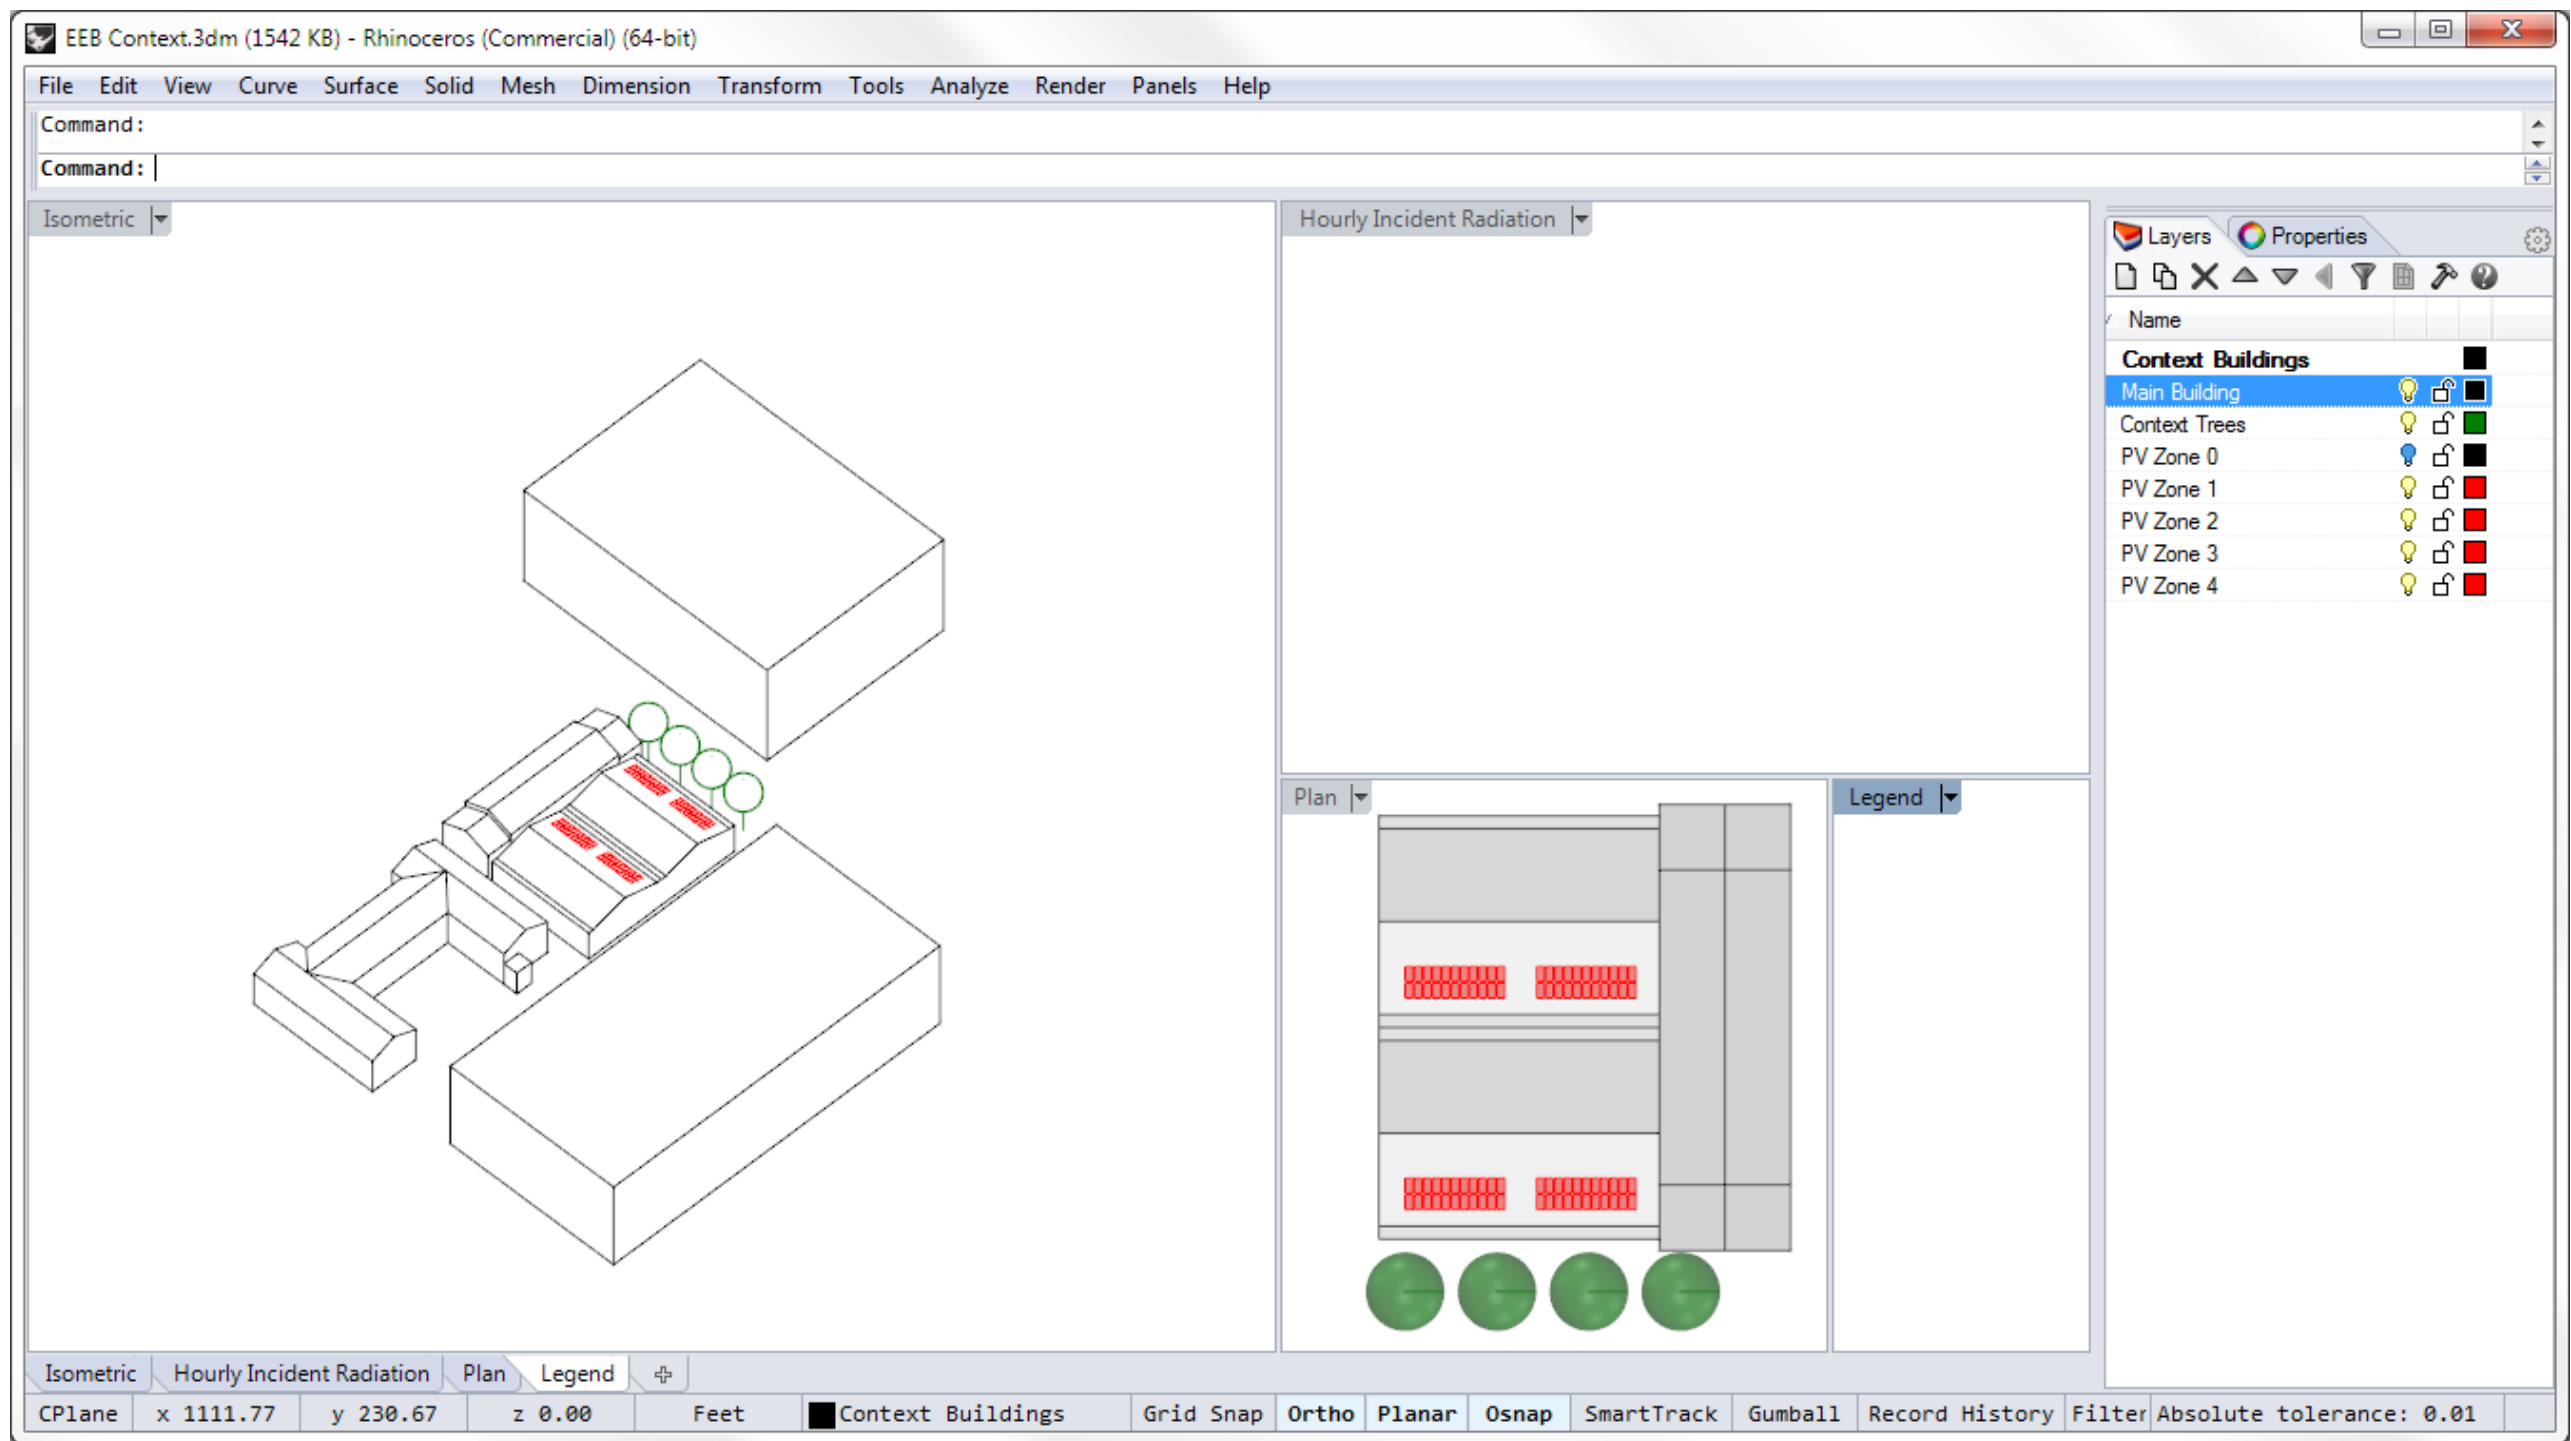 EEB Context.3dm (1542 KB) - Rhinoceros (Commercial) (64-bit)
File Edit View Curve Surface Solid Mesh Dimension Transform Tools Analyze Render Panels Help
Command:
Command:
Isometric
Hourly Incident Radiation
Layers Properties
Name
Context Buildings
Main Building
Context Trees
PV Zone 0
PV Zone 1
PV Zone 2
PV Zone 3
PV Zone 4
Plan
Legend
Isometric Hourly Incident Radiation Plan Legend
CPlane x 1111.77 y 230.67 z 0.00 Feet Context Buildings Grid Snap Ortho Planar Osnap SmartTrack Gumball Record History Filter Absolute tolerance: 0.01